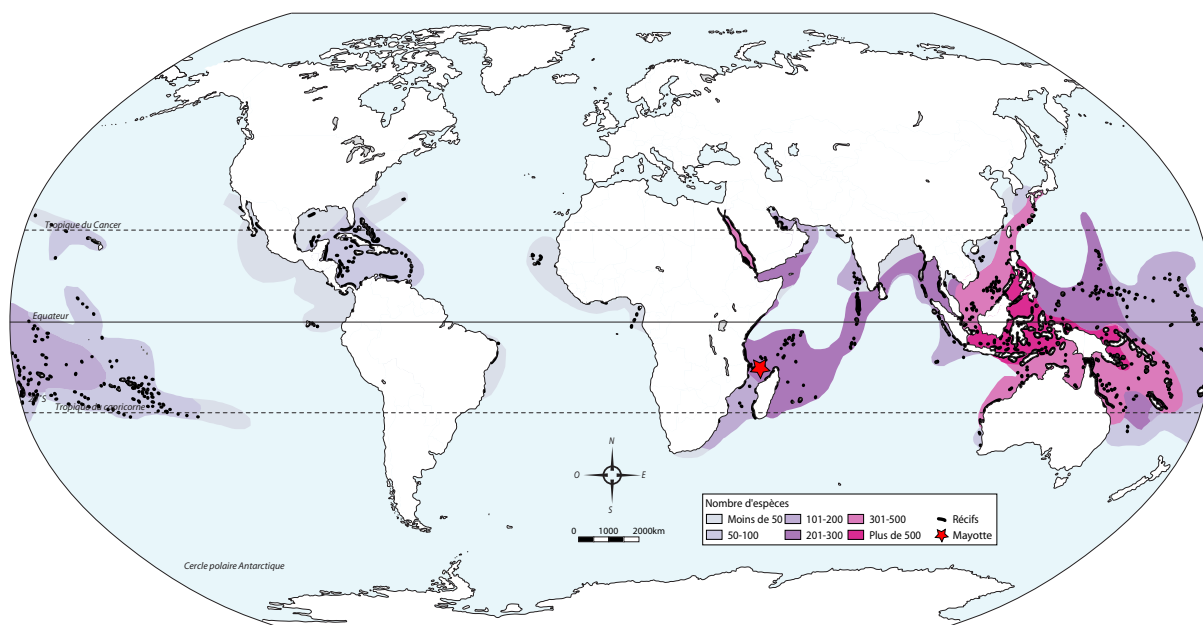 Tropique du Cancer
Equateur
S
Tropique du capricorne
N
O
E
S
0 1000 2000km
Nombre d'espèces
Moins de 50
101-200
301-500
Récifs
50-100
201-300
Plus de 500
Mayotte
Cercle polaire Antarctique